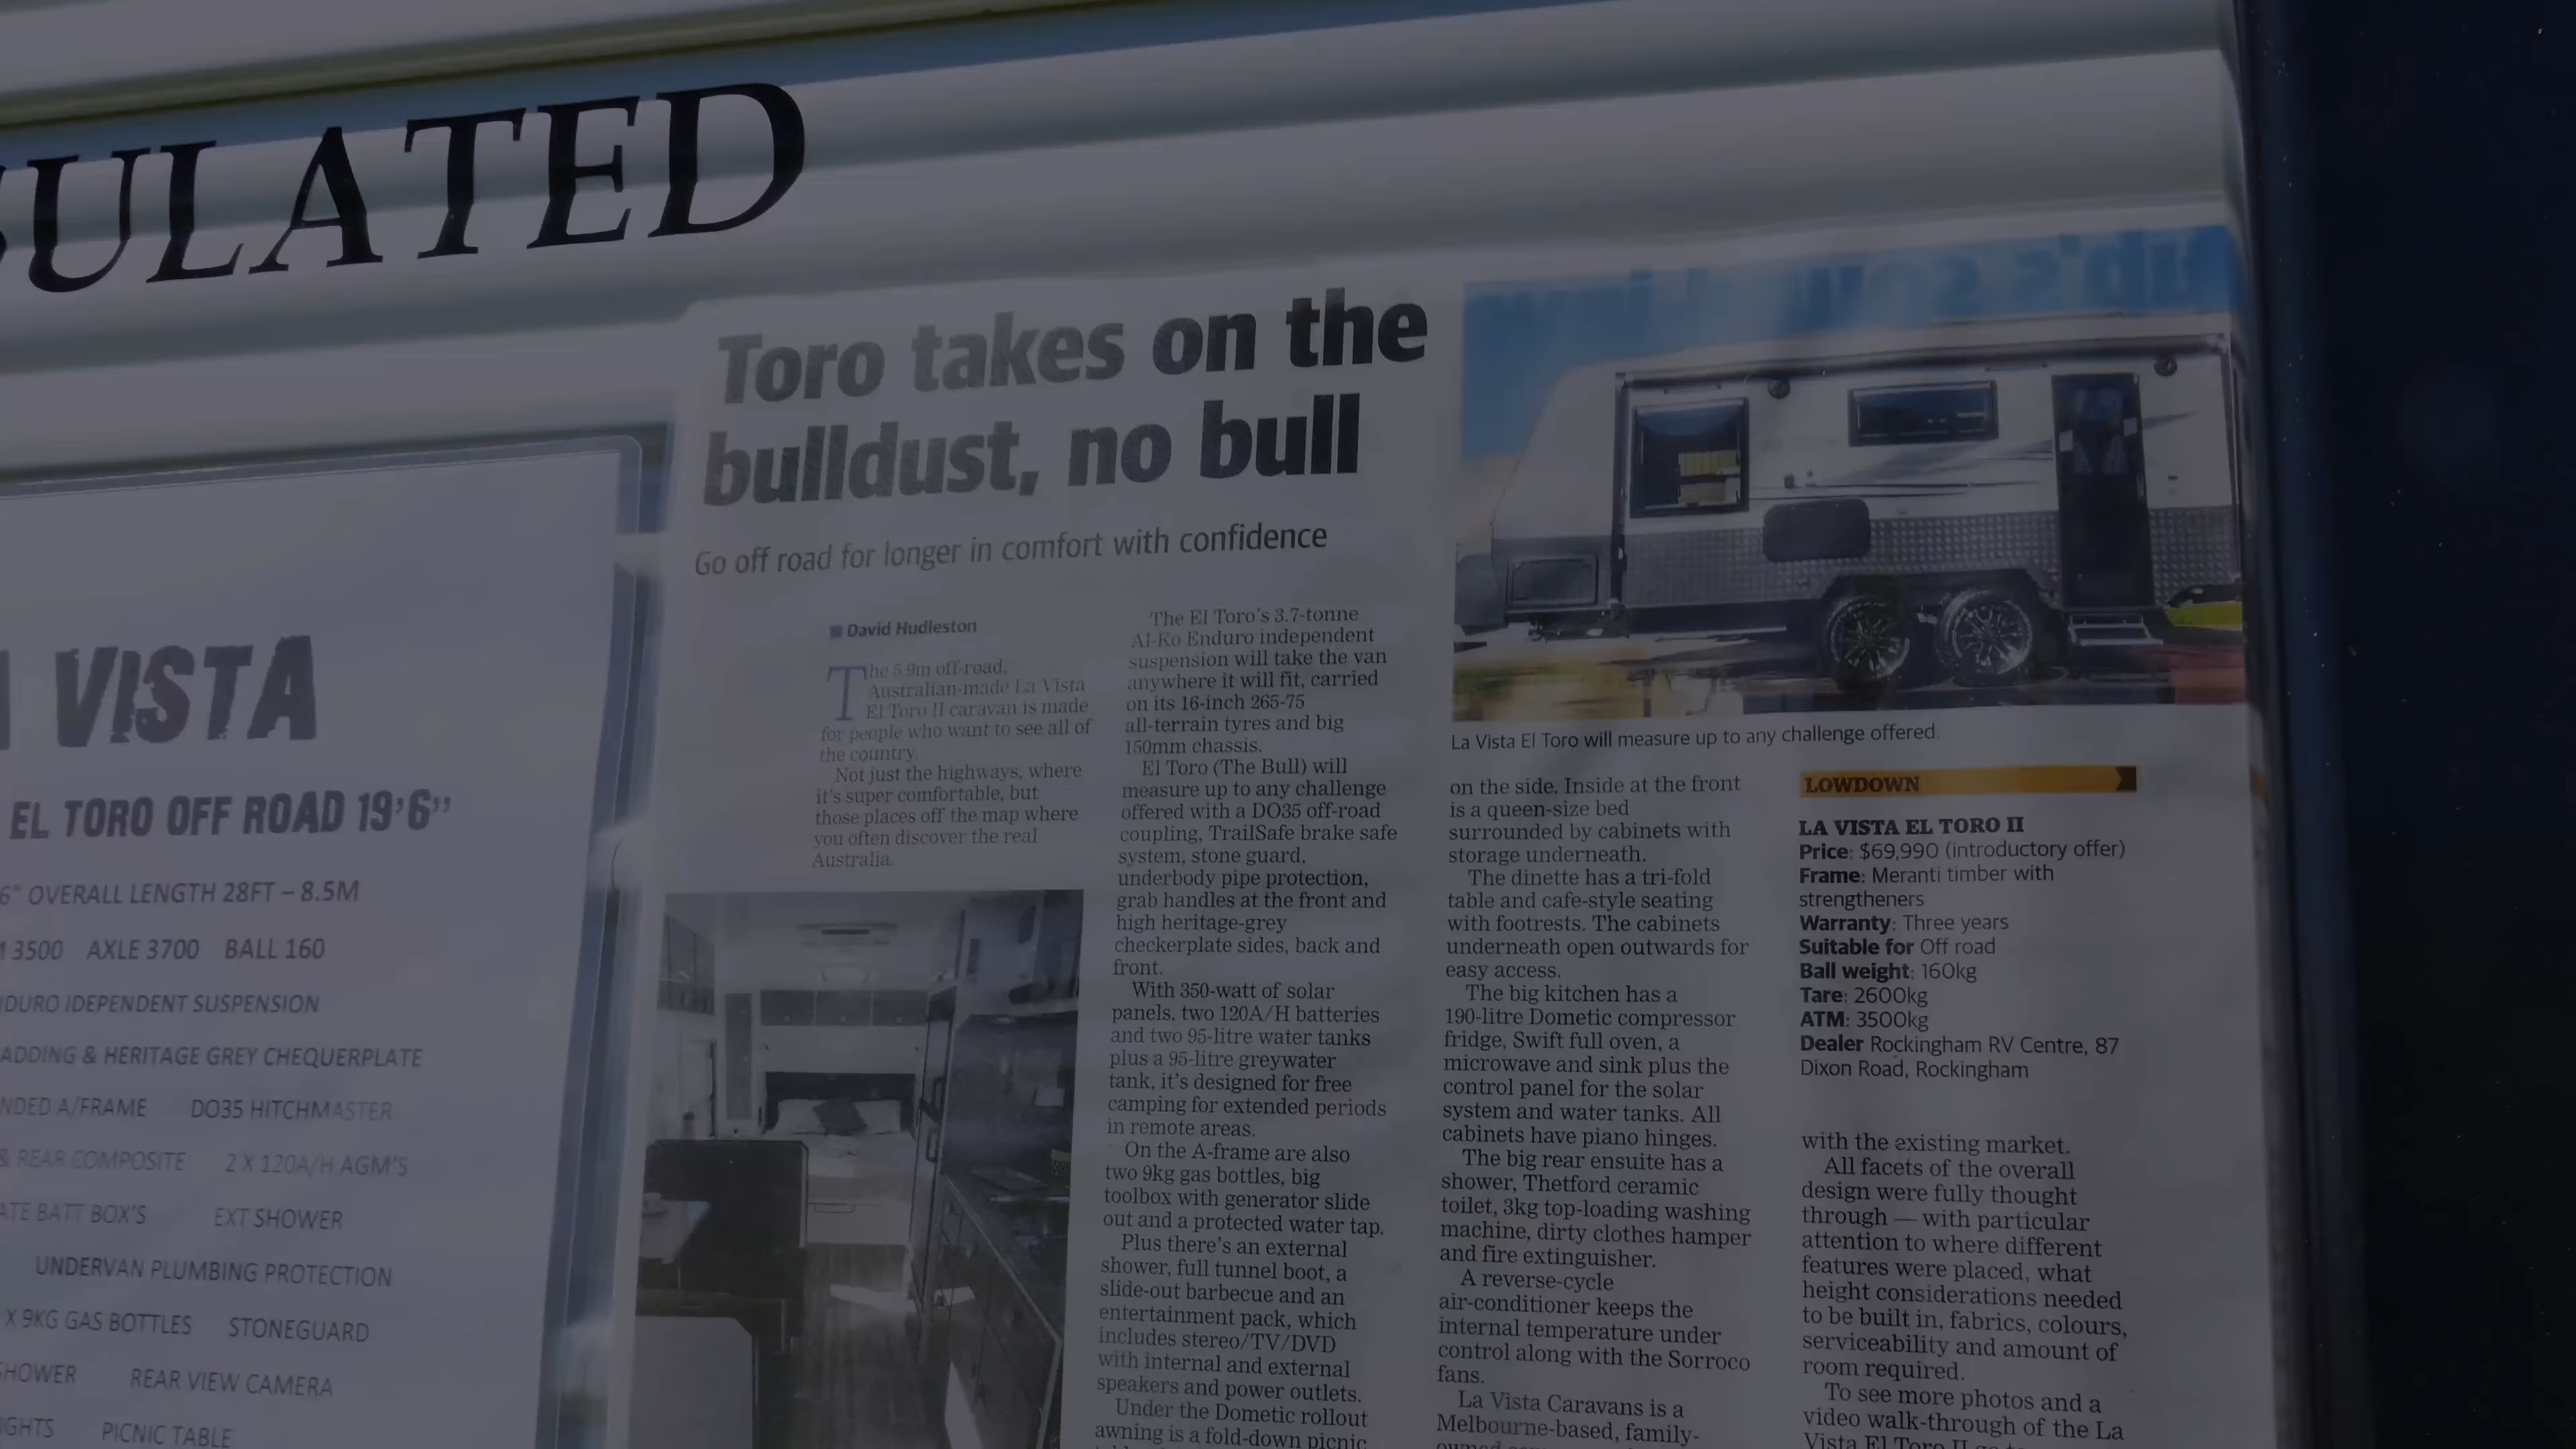 ULATED
VISTA
EL TORO OFF ROAD 19'6"
6" OVERALL LENGTH 28FT – 8.5M
3500 AXLE 3700 BALL 160
DURO IDEPENDENT SUSPENSION
ADDING & HERITAGE GREY CHEQUERPLATE
NDED A/FRAME DO35 HITCHMASTER
& REAR COMPOSITE 2 X 120A/H AGM'S
ATE BATT BOX'S EXT SHOWER
UNDERVAN PLUMBING PROTECTION
X 9KG GAS BOTTLES STONEGUARD
SHOWER REAR VIEW CAMERA
IGHTS PICNIC TABLE
Toro takes on the
bulldust, no bull
Go off road for longer in comfort with confidence
David Hudleston
The 5.9m off-road,
Australian-made La Vista
El Toro II caravan is made
for people who want to see all of
the country.
Not just the highways, where
it's super comfortable, but
those places off the map where
you often discover the real
Australia.
The El Toro's 3.7-tonne
Al-Ko Enduro independent
suspension will take the van
anywhere it will fit, carried
on its 16-inch 265-75
all-terrain tyres and big
150mm chassis.
El Toro (The Bull) will
measure up to any challenge
offered with a DO35 off-road
coupling, TrailSafe brake safe
system, stone guard,
underbody pipe protection,
grab handles at the front and
high heritage-grey
checkerplate sides, back and
front.
With 350-watt of solar
panels, two 120A/H batteries
and two 95-litre water tanks
plus a 95-litre greywater
tank, it's designed for free
camping for extended periods
in remote areas.
On the A-frame are also
two 9kg gas bottles, big
toolbox with generator slide
out and a protected water tap.
Plus there's an external
shower, full tunnel boot, a
slide-out barbecue and an
entertainment pack, which
includes stereo/TV/DVD
with internal and external
speakers and power outlets.
Under the Dometic rollout
awning is a fold-down picnic
La Vista El Toro will measure up to any challenge offered.
on the side. Inside at the front
is a queen-size bed
surrounded by cabinets with
storage underneath.
The dinette has a tri-fold
table and cafe-style seating
with footrests. The cabinets
underneath open outwards for
easy access.
The big kitchen has a
190-litre Dometic compressor
fridge, Swift full oven, a
microwave and sink plus the
control panel for the solar
system and water tanks. All
cabinets have piano hinges.
The big rear ensuite has a
shower, Thetford ceramic
toilet, 3kg top-loading washing
machine, dirty clothes hamper
and fire extinguisher.
A reverse-cycle
air-conditioner keeps the
internal temperature under
control along with the Sorroco
fans.
La Vista Caravans is a
Melbourne-based, family-
LOWDOWN
LA VISTA EL TORO II
Price: $69,990 (introductory offer)
Frame: Meranti timber with
strengtheners
Warranty: Three years
Suitable for Off road
Ball weight: 160kg
Tare: 2600kg
ATM: 3500kg
Dealer Rockingham RV Centre, 87
Dixon Road, Rockingham
with the existing market.
All facets of the overall
design were fully thought
through — with particular
attention to where different
features were placed, what
height considerations needed
to be built in, fabrics, colours,
serviceability and amount of
room required.
To see more photos and a
video walk-through of the La
Vista El Toro II go to